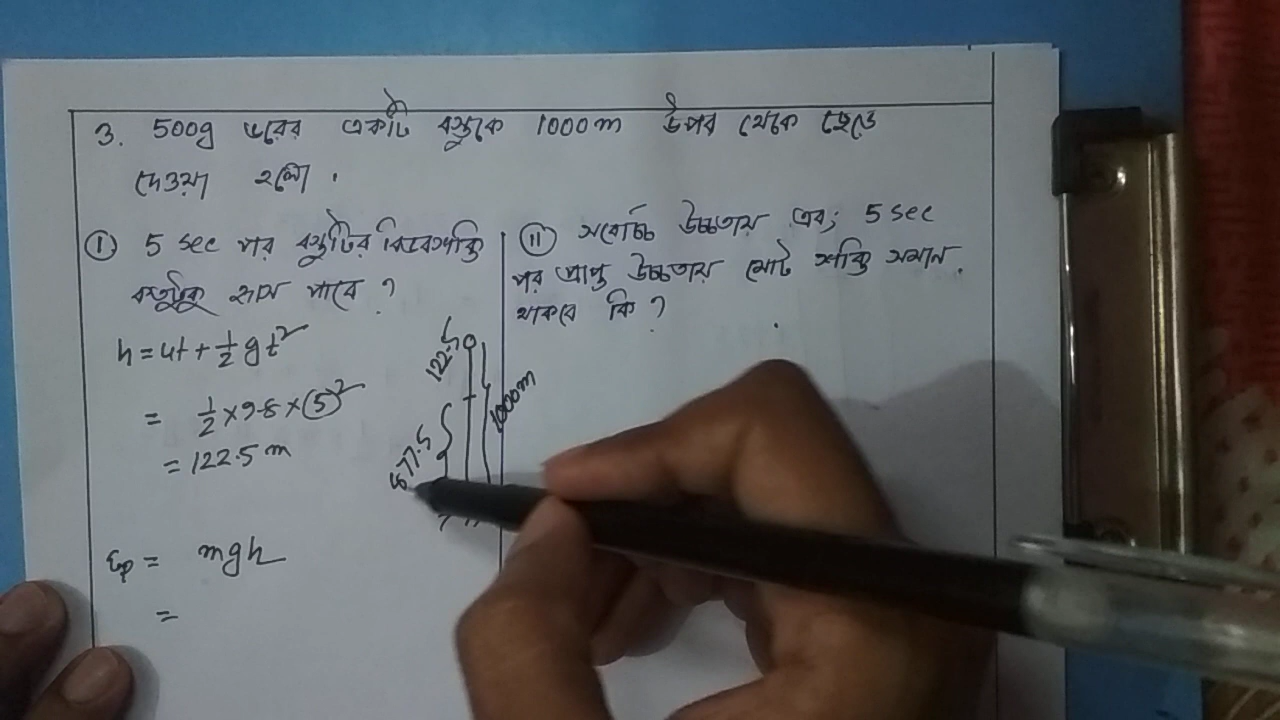 3. 500g ভরের একটি বস্তুকে 1000m উপর থেকে ছেড়ে
দেওয়া হলো .
① 5 sec পর বস্তুটির বিভবশক্তি
কতটুকু হ্রাস পাবে ?
h = ut + 1/2 gt²
= 1/2 × 9.8 × (5)²
= 122.5 m
Ep = mgh
=
122.5
1000m
877.5
⑪ সর্বোচ্চ উচ্চতায় এবং 5 sec
পর প্রাপ্ত উচ্চতায় মোট শক্তি সমান
থাকবে কি ?